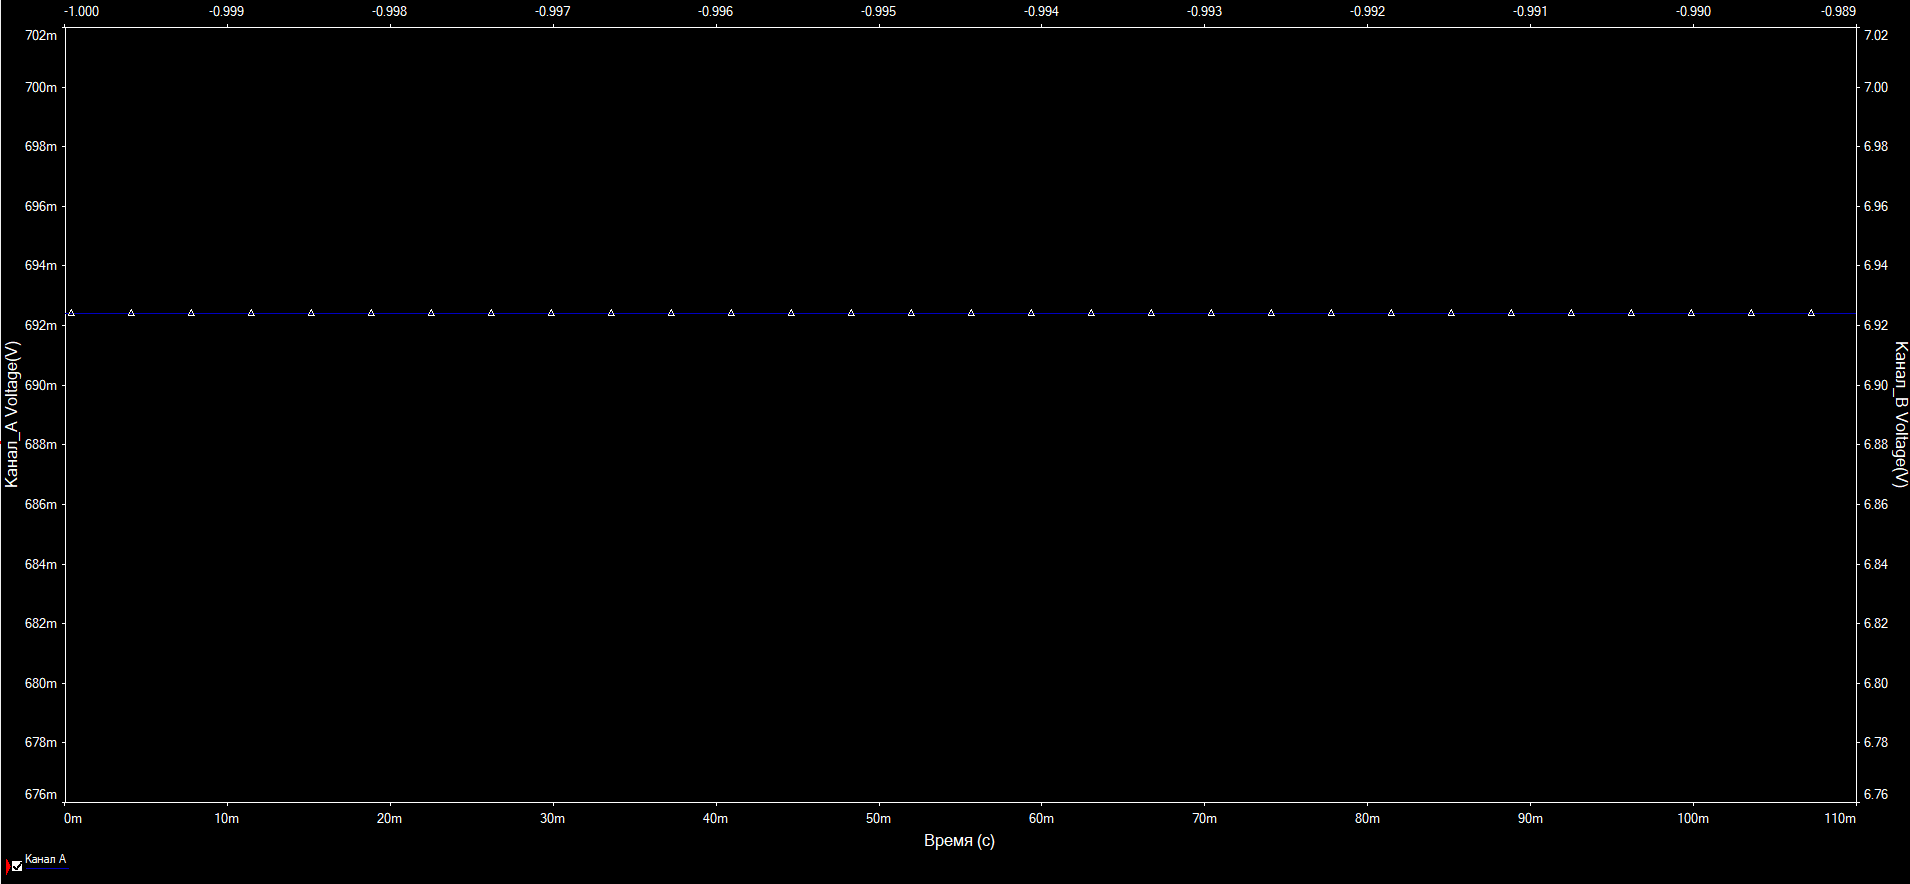 -1.000 -0.999 -0.998 -0.997 -0.996 -0.995 -0.994 -0.993 -0.992 -0.991 -0.990 -0.989
702m 7.02
700m 7.00
698m 6.98
696m 6.96
694m 6.94
692m 6.92
690m 6.90
688m 6.88
686m 6.86
684m 6.84
682m 6.82
680m 6.80
678m 6.78
676m 6.76
Канал_A Voltage(V)
Канал_B Voltage(V)
0m 10m 20m 30m 40m 50m 60m 70m 80m 90m 100m 110m
Время (с)
Канал A